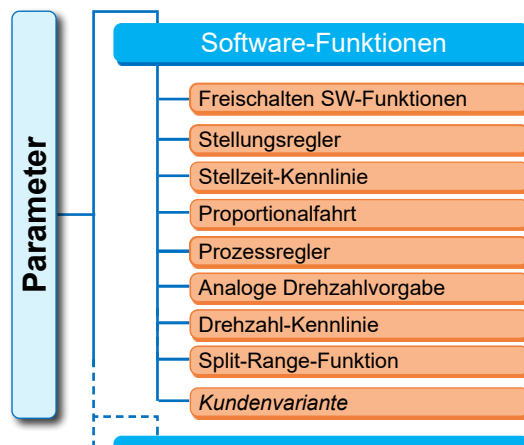 Parameter
Software-Funktionen
Freischalten SW-Funktionen
Stellungsregler
Stellzeit-Kennlinie
Proportionalfahrt
Prozessregler
Analoge Drehzahlvorgabe
Drehzahl-Kennlinie
Split-Range-Funktion
Kundenvariante